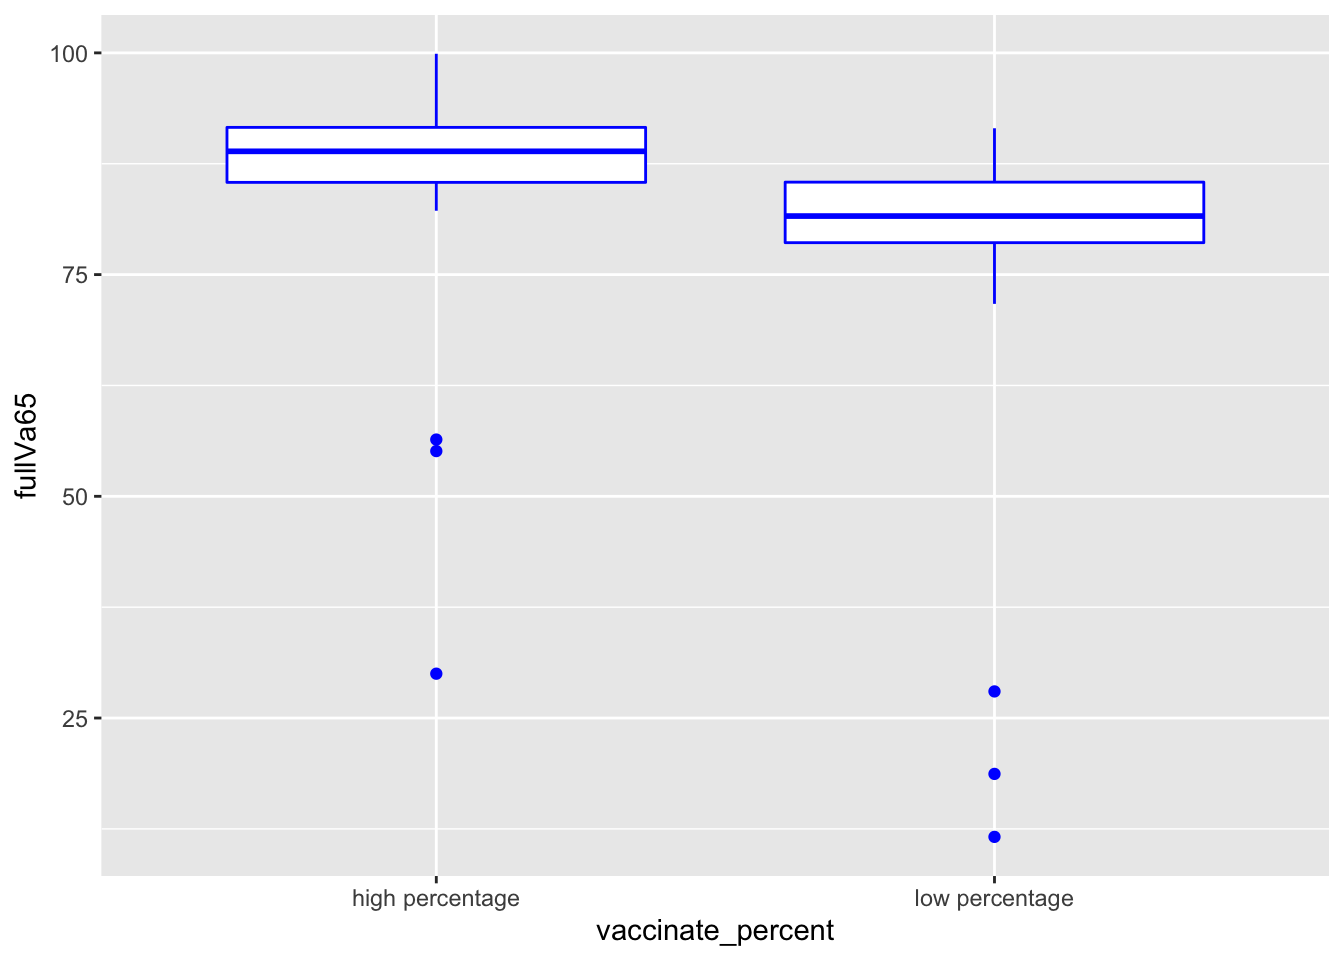 100
75
50
25
fullVa65
high percentage
low percentage
vaccinate_percent